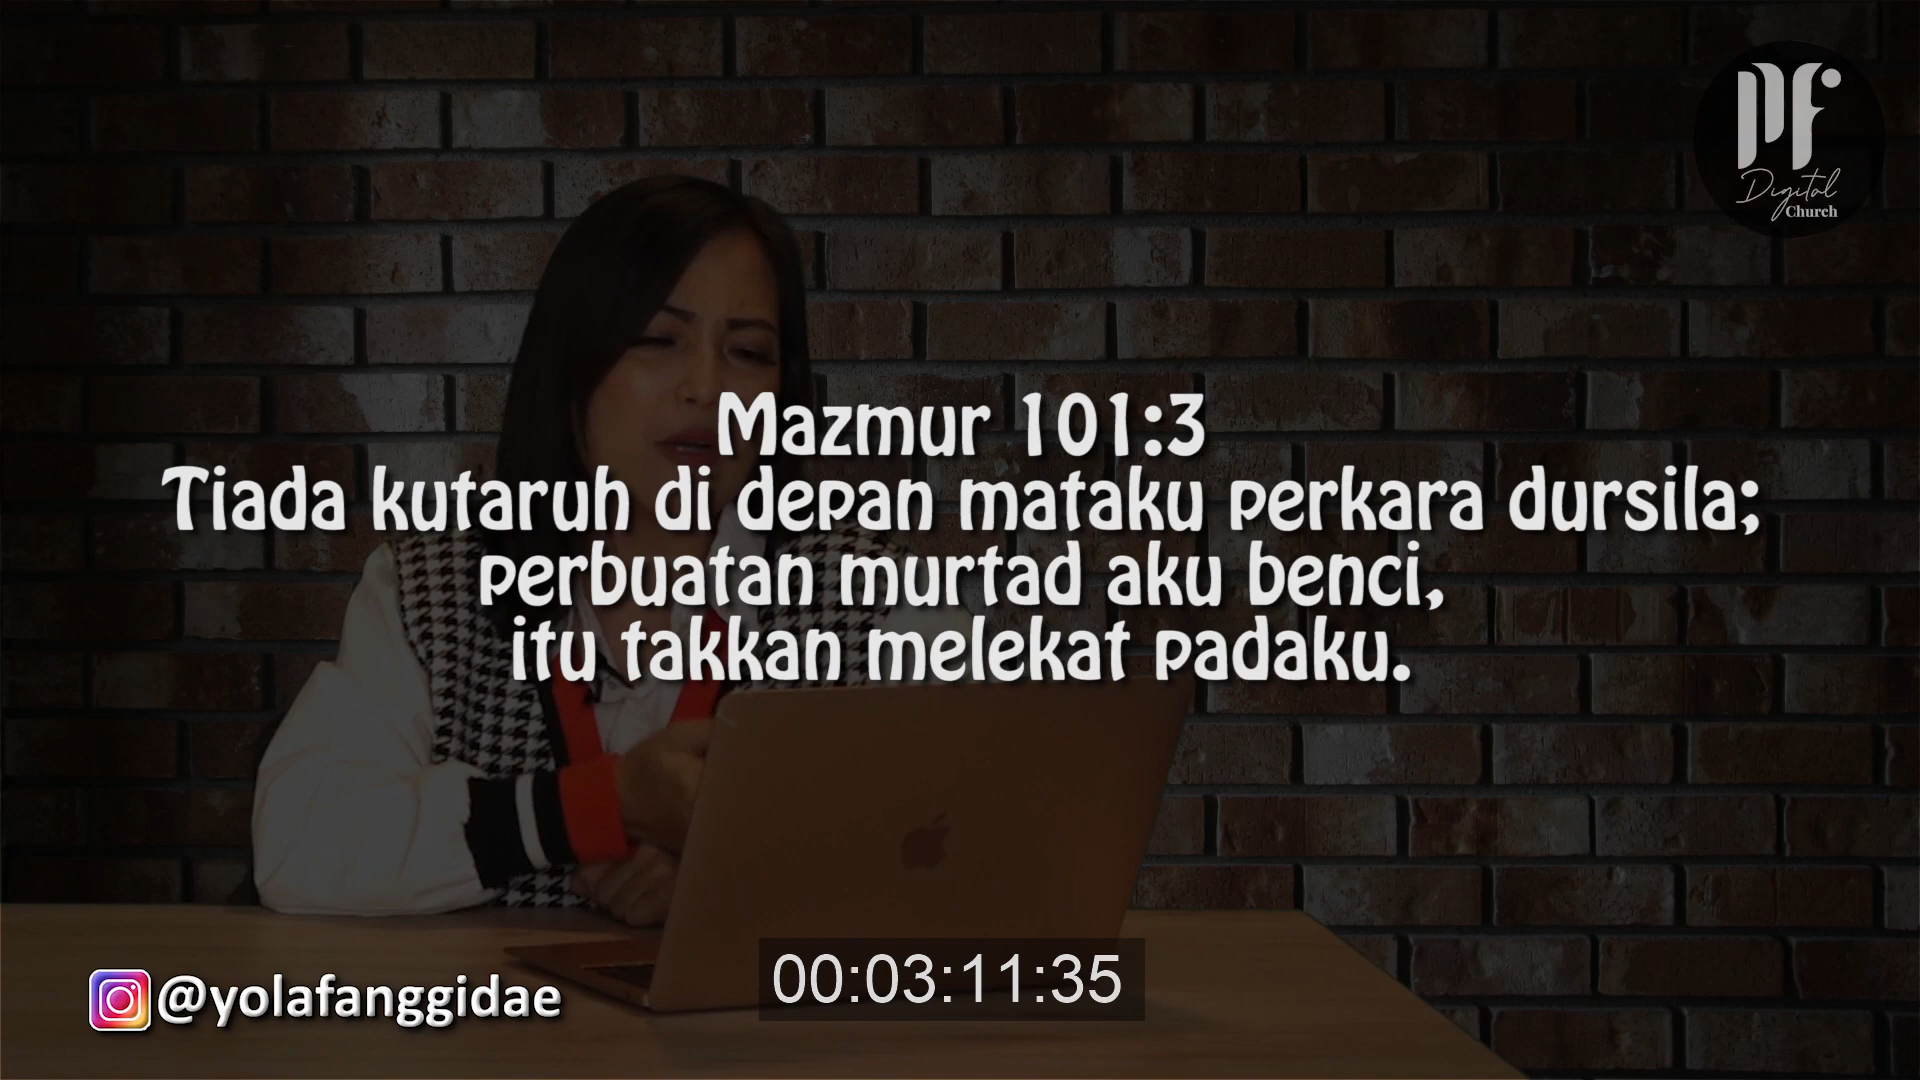 PF
Digital
Church
Mazmur 101:3
Tiada kutaruh di depan mataku perkara dursila;
perbuatan murtad aku benci,
itu takkan melekat padaku.
@yolafanggidae
00:03:11:35